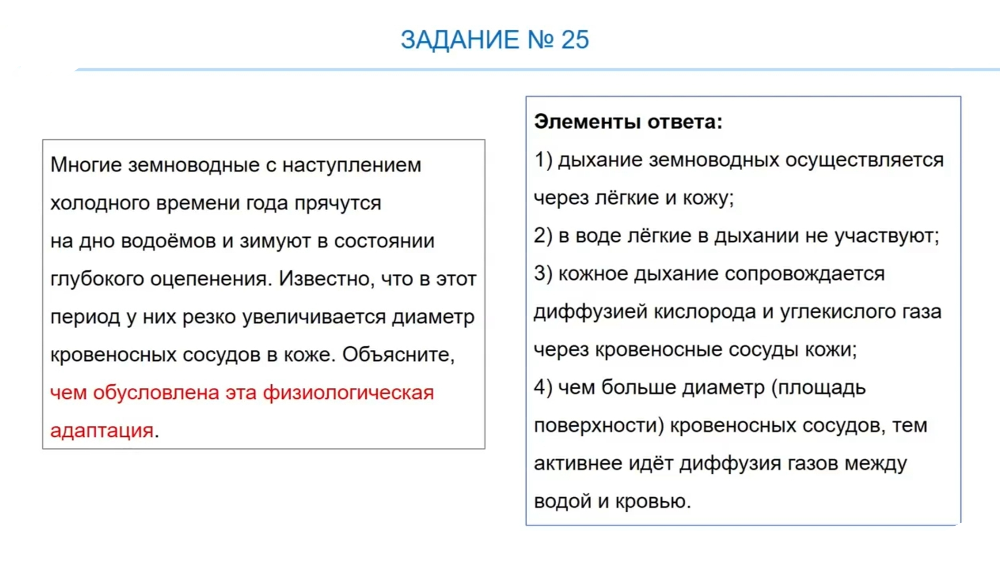 ЗАДАНИЕ № 25
Многие земноводные с наступлением
холодного времени года прячутся
на дно водоёмов и зимуют в состоянии
глубокого оцепенения. Известно, что в этот
период у них резко увеличивается диаметр
кровеносных сосудов в коже. Объясните,
чем обусловлена эта физиологическая
адаптация.
Элементы ответа:
1) дыхание земноводных осуществляется
через лёгкие и кожу;
2) в воде лёгкие в дыхании не участвуют;
3) кожное дыхание сопровождается
диффузией кислорода и углекислого газа
через кровеносные сосуды кожи;
4) чем больше диаметр (площадь
поверхности) кровеносных сосудов, тем
активнее идёт диффузия газов между
водой и кровью.